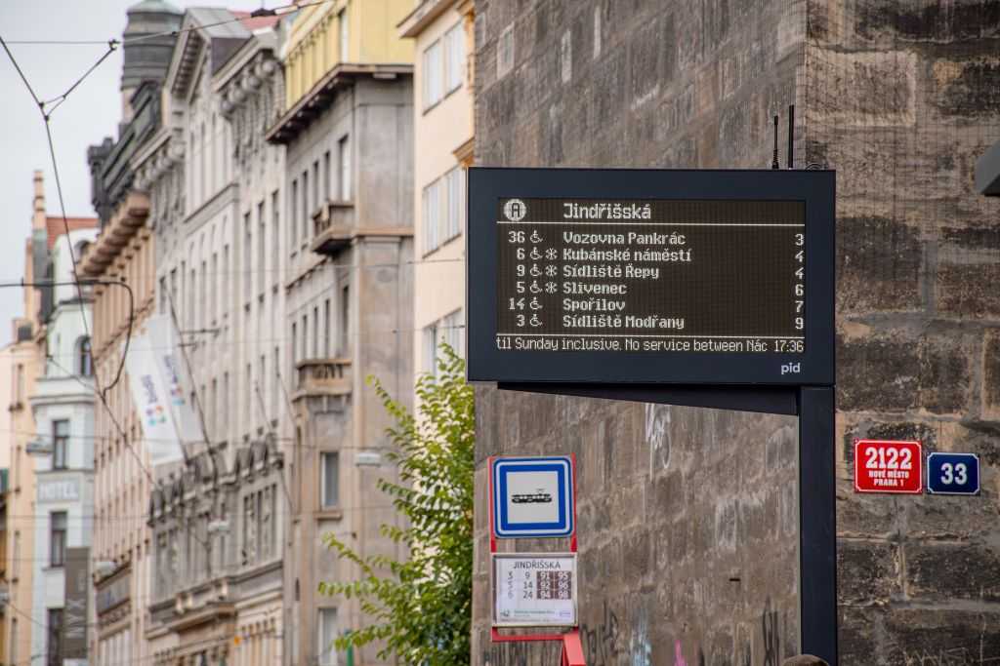 A Jindřišská
36 Vozovna Pankrác 3
6 Kubánské náměstí 4
9 Sídliště Řepy 4
5 Slivenec 6
14 Spořilov 7
3 Sídliště Modřany 9
til Sunday inclusive. No service between Nác 17:36
pid
2122
NOVÉ MĚSTO
PRAHA 1
33
JINDŘIŠSKÁ
3 9 91 95
5 14 92 96
6 24 94 98
HOTEL